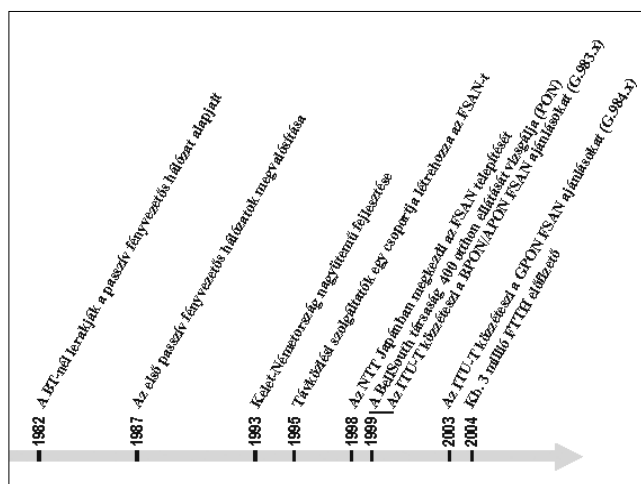 1982 A BT-nél lerakják a passzív fényvezetős hálózat alapjait
1987 Az első passzív fényvezetős hálózatok megvalósítása
1993 Kelet-Németország nagyütemű fejlesztése
1995 Távközlési szolgáltatók egy csoportja létrehozza az FSAN-t
1998 Az NTT Japánban megkezdi az FSAN telepítését
1999 A BellSouth társaság 400 otthon ellátását vizsgálja (PON)
Az ITU-T közzéteszi a BPON/APON FSAN ajánlásokat (G.983.x)
2003 Az ITU-T közzéteszi a GPON FSAN ajánlásokat (G.984.x)
2004 Kb. 3 millió FTTH előfizető